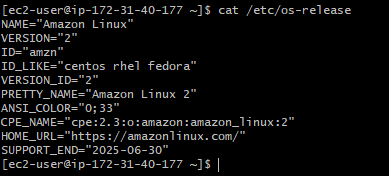 [ec2-user@ip-172-31-40-177 ~]$ cat /etc/os-release
NAME="Amazon Linux"
VERSION="2"
ID="amzn"
ID_LIKE="centos rhel fedora"
VERSION_ID="2"
PRETTY_NAME="Amazon Linux 2"
ANSI_COLOR="0;33"
CPE_NAME="cpe:2.3:o:amazon:amazon_linux:2"
HOME_URL="https://amazonlinux.com/"
SUPPORT_END="2025-06-30"
[ec2-user@ip-172-31-40-177 ~]$